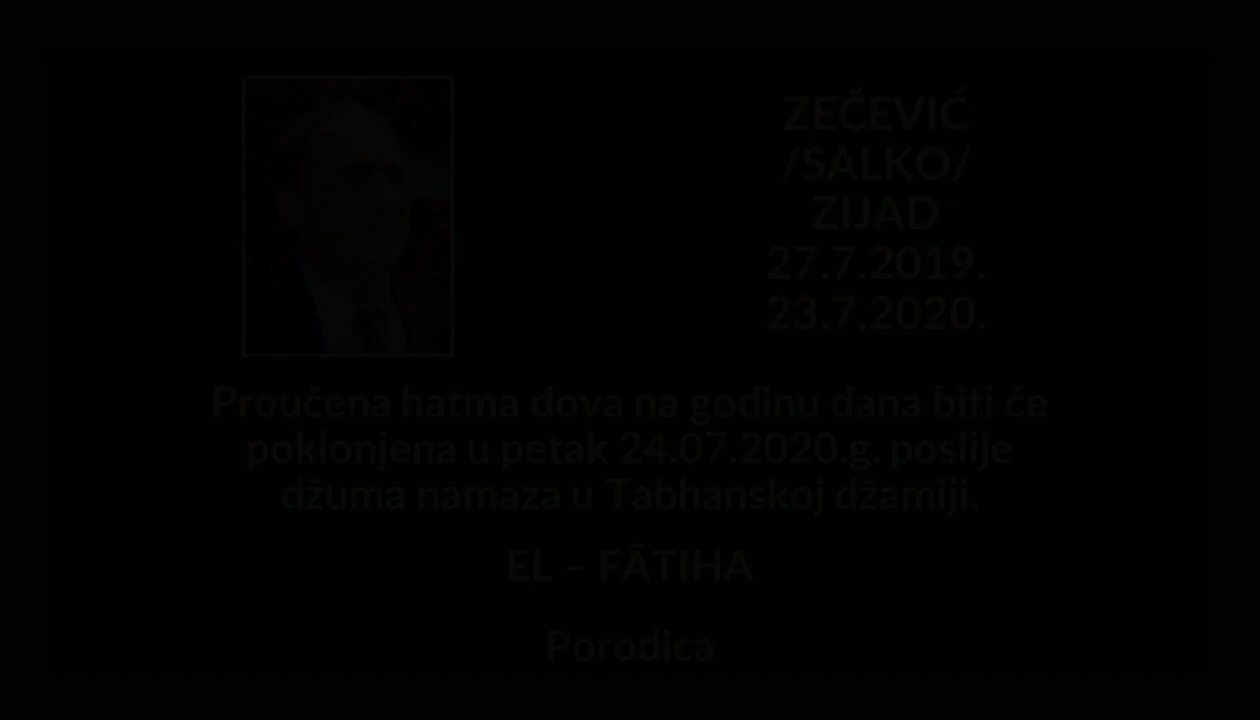 ZEČEVIĆ
/SALKO/
ZIJAD
27.7.2019.
23.7.2020.
Proučena hatma dova na godinu dana biti će
poklonjena u petak 24.07.2020.g. poslije
džuma namaza u Tabhanskoj džamiji.
EL – FĀTIHA
Porodica